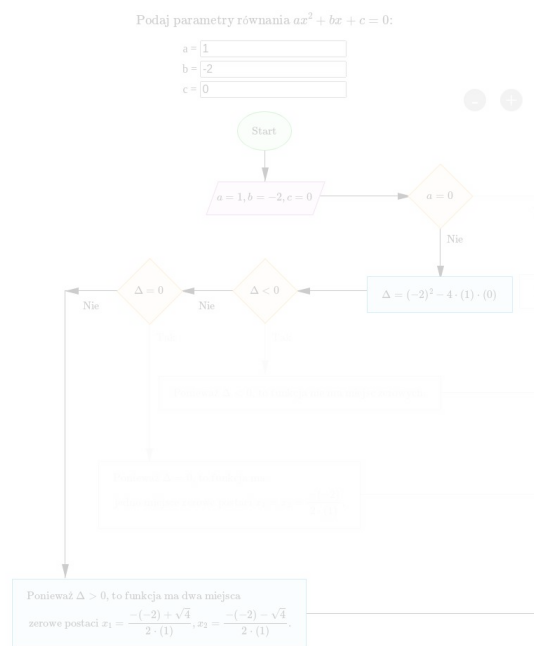 Podaj parametry równania ax² + bx + c = 0:
a = 1
b = -2
c = 0
- +
Start
a = 1, b = −2, c = 0
a = 0
Nie
Δ = (−2)² − 4 · (1) · (0)
Δ < 0
Nie
Δ = 0
Nie
Ponieważ Δ > 0, to funkcja ma dwa miejsca
zerowe postaci x₁ = (−(−2) + √4) / (2 · (1)), x₂ = (−(−2) − √4) / (2 · (1)).